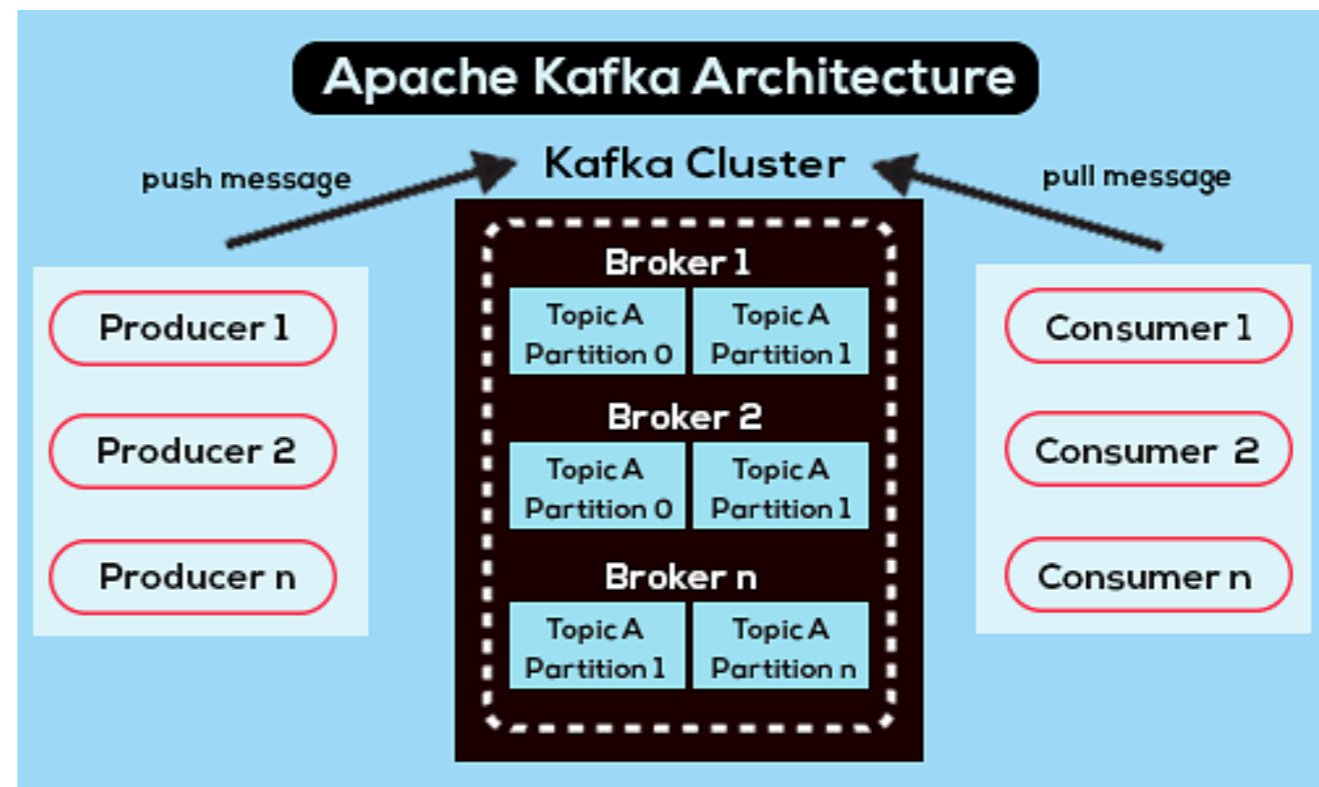 Apache Kafka Architecture
Kafka Cluster
push message
pull message
Producer 1
Producer 2
Producer n
Broker 1
Topic A
Partition 0
Topic A
Partition 1
Broker 2
Topic A
Partition 0
Topic A
Partition 1
Broker n
Topic A
Partition 1
Topic A
Partition n
Consumer 1
Consumer 2
Consumer n